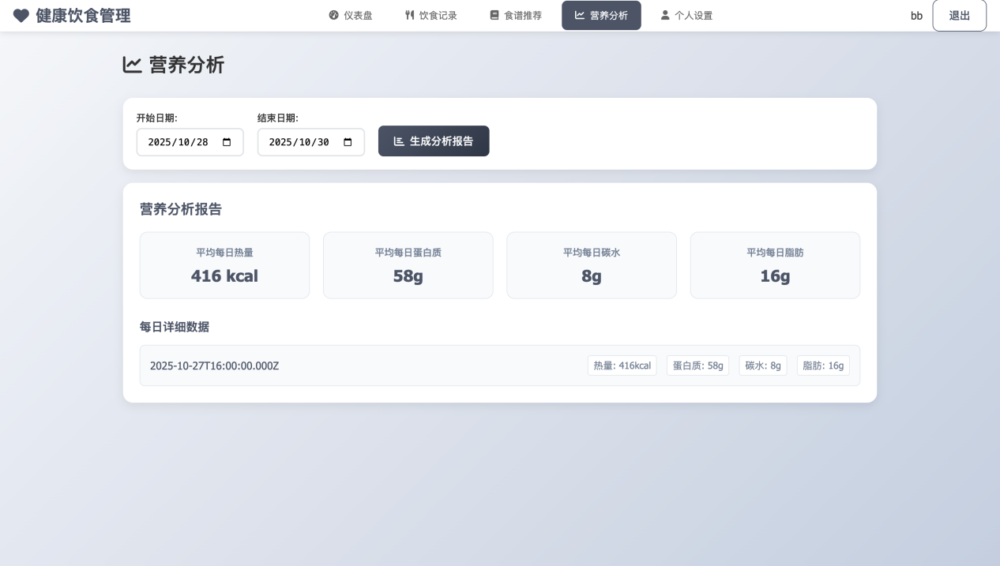 健康饮食管理 仪表盘 饮食记录 食谱推荐 营养分析 个人设置 bb 退出
营养分析
开始日期: 结束日期:
2025/10/28 2025/10/30 生成分析报告
营养分析报告
平均每日热量 平均每日蛋白质 平均每日碳水 平均每日脂肪
416 kcal 58g 8g 16g
每日详细数据
2025-10-27T16:00:00.000Z 热量: 416kcal 蛋白质: 58g 碳水: 8g 脂肪: 16g